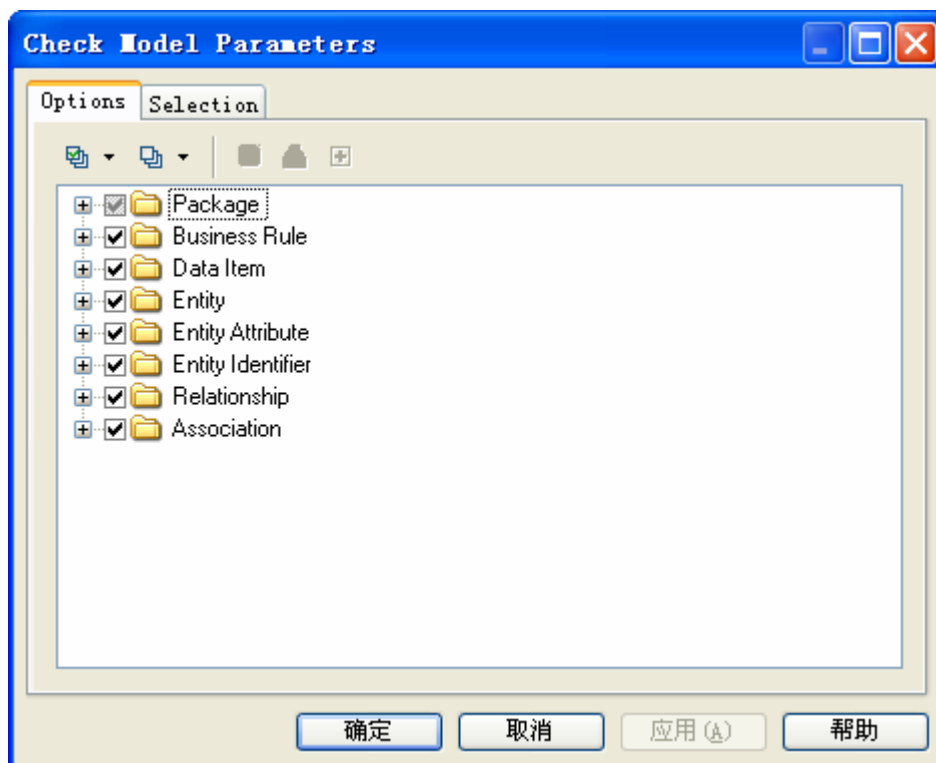 Check Model Parameters
Options Selection
Package
Business Rule
Data Item
Entity
Entity Attribute
Entity Identifier
Relationship
Association
确定 取消 应用(A) 帮助